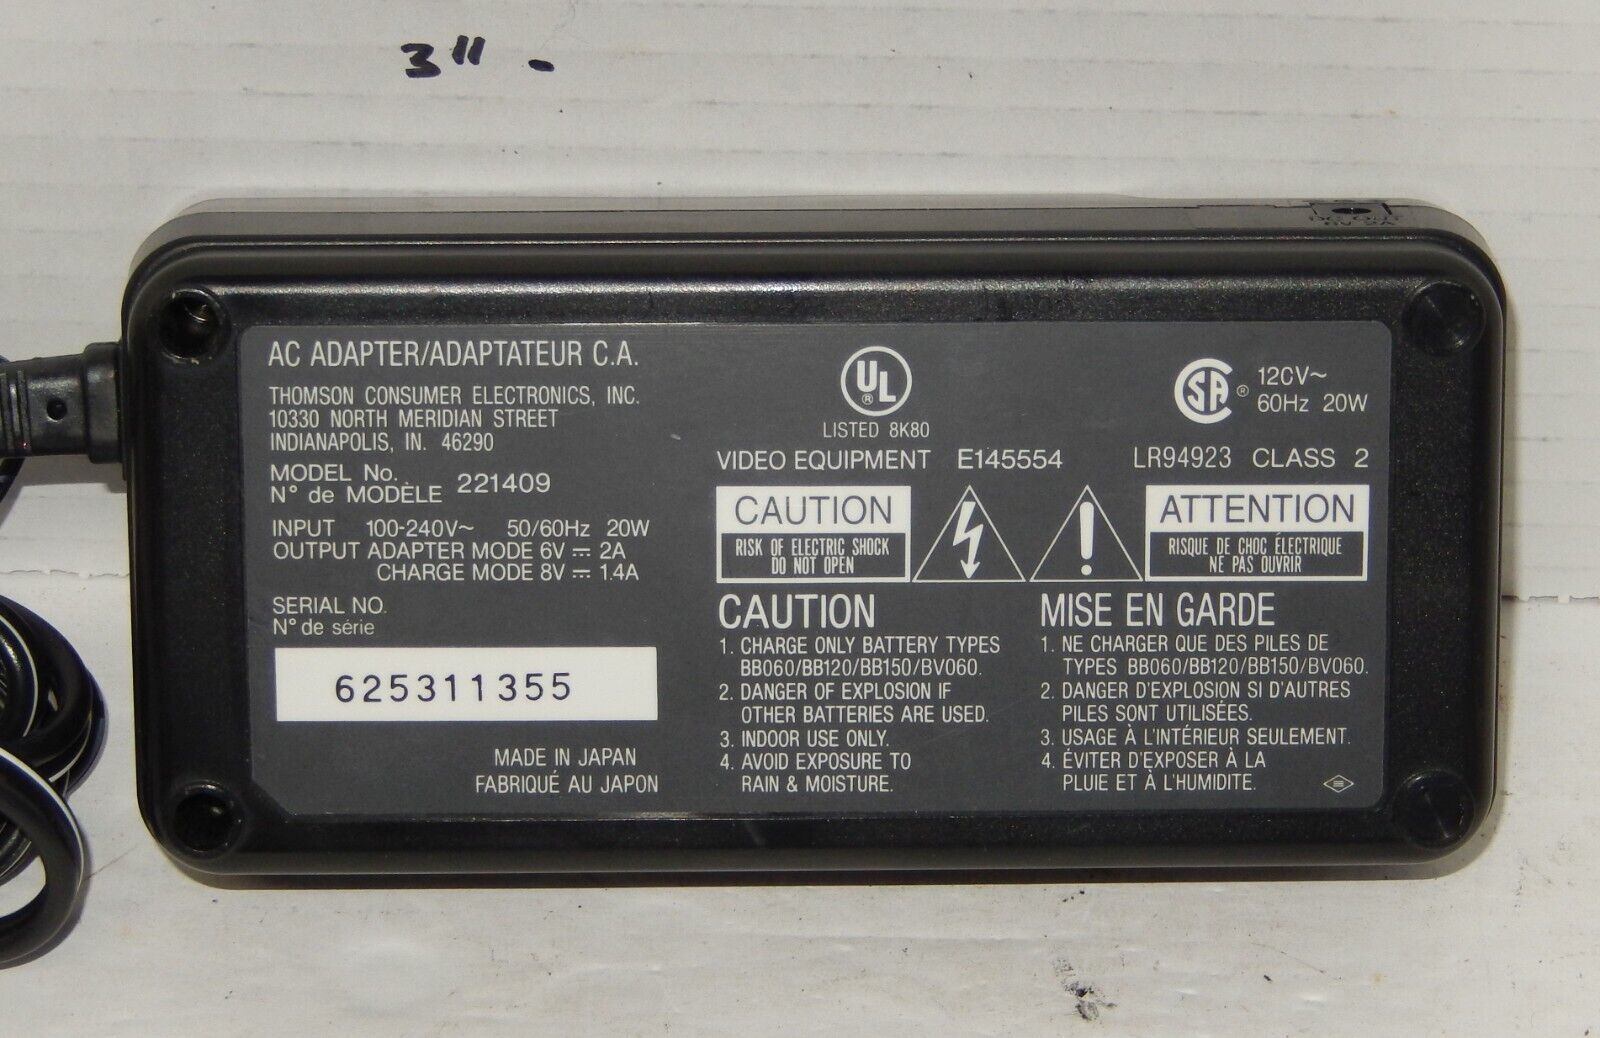 3" -
AC ADAPTER/ADAPTATEUR C.A.
THOMSON CONSUMER ELECTRONICS, INC.
10330 NORTH MERIDIAN STREET
INDIANAPOLIS, IN. 46290
MODEL No.
N° de MODÈLE 221409
INPUT 100-240V~ 50/60Hz 20W
OUTPUT ADAPTER MODE 6V ⎓ 2A
CHARGE MODE 8V ⎓ 1.4A
SERIAL NO.
N° de série
625311355
MADE IN JAPAN
FABRIQUÉ AU JAPON
UL ®
LISTED 8K80
VIDEO EQUIPMENT E145554
SA ® 120V~
60Hz 20W
LR94923 CLASS 2
CAUTION
RISK OF ELECTRIC SHOCK
DO NOT OPEN
!
ATTENTION
RISQUE DE CHOC ÉLECTRIQUE
NE PAS OUVRIR
CAUTION
1. CHARGE ONLY BATTERY TYPES
BB060/BB120/BB150/BV060.
2. DANGER OF EXPLOSION IF
OTHER BATTERIES ARE USED.
3. INDOOR USE ONLY.
4. AVOID EXPOSURE TO
RAIN & MOISTURE.
MISE EN GARDE
1. NE CHARGER QUE DES PILES DE
TYPES BB060/BB120/BB150/BV060.
2. DANGER D'EXPLOSION SI D'AUTRES
PILES SONT UTILISÉES.
3. USAGE À L'INTÉRIEUR SEULEMENT.
4. ÉVITER D'EXPOSER À LA
PLUIE ET À L'HUMIDITE.